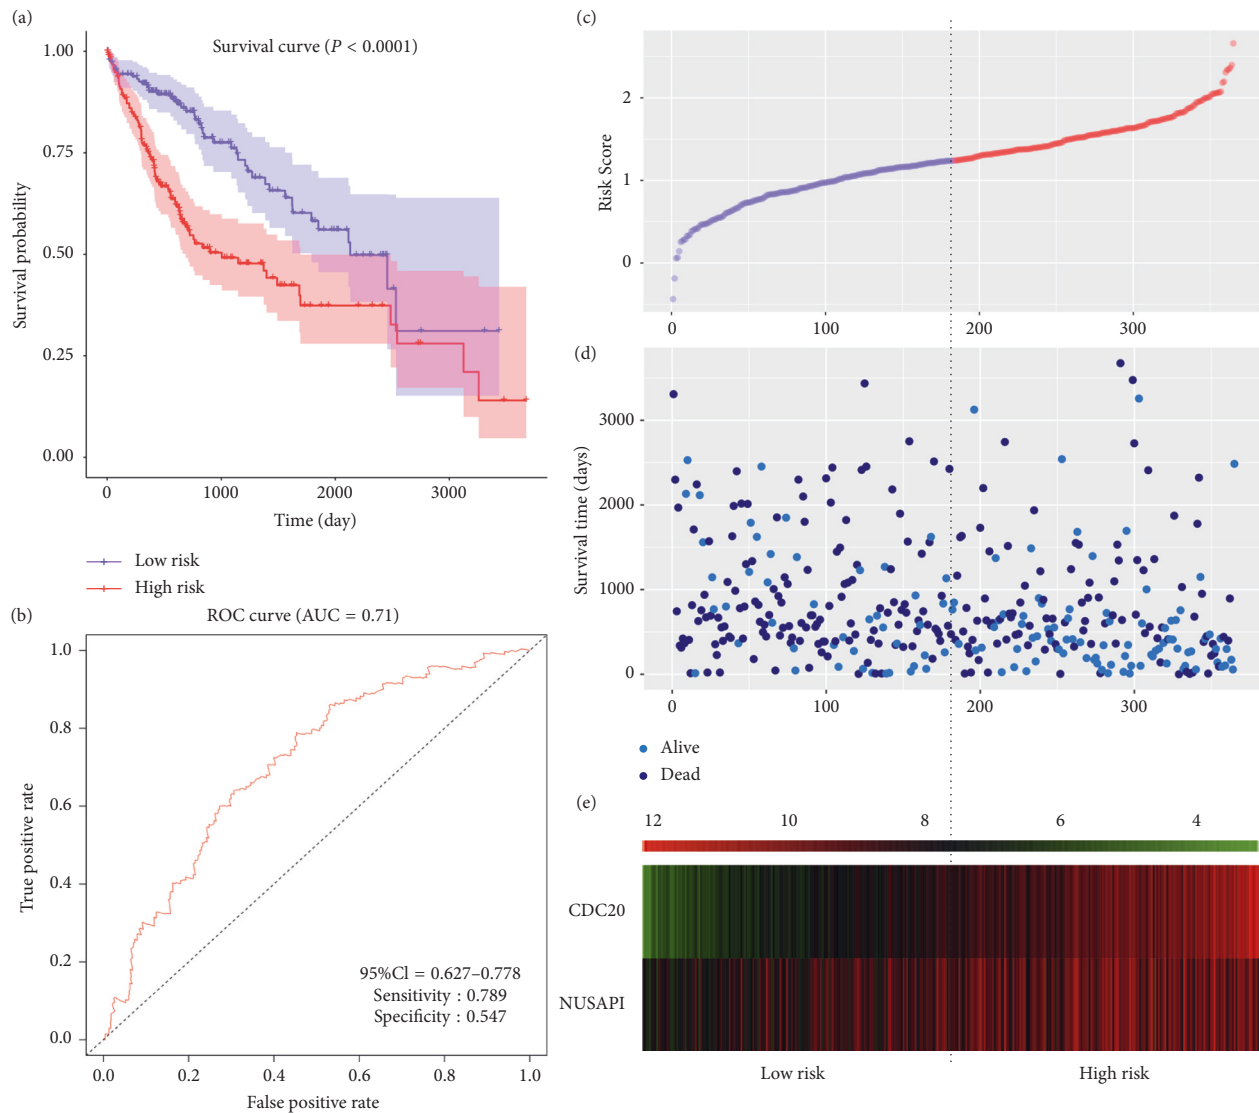 (a)
Survival curve (P < 0.0001)
1.00
0.75
0.50
0.25
0.00
Survival probability
0
1000
2000
3000
Time (day)
Low risk
High risk
(b)
ROC curve (AUC = 0.71)
1.0
0.8
0.6
0.4
0.2
0.0
True positive rate
95%Cl = 0.627–0.778
Sensitivity : 0.789
Specificity : 0.547
0.0
0.2
0.4
0.6
0.8
1.0
False positive rate
(c)
2
1
0
Risk Score
0
100
200
300
(d)
3000
2000
1000
0
Survival time (days)
0
100
200
300
Alive
Dead
(e)
12
10
8
6
4
CDC20
NUSAPI
Low risk
High risk